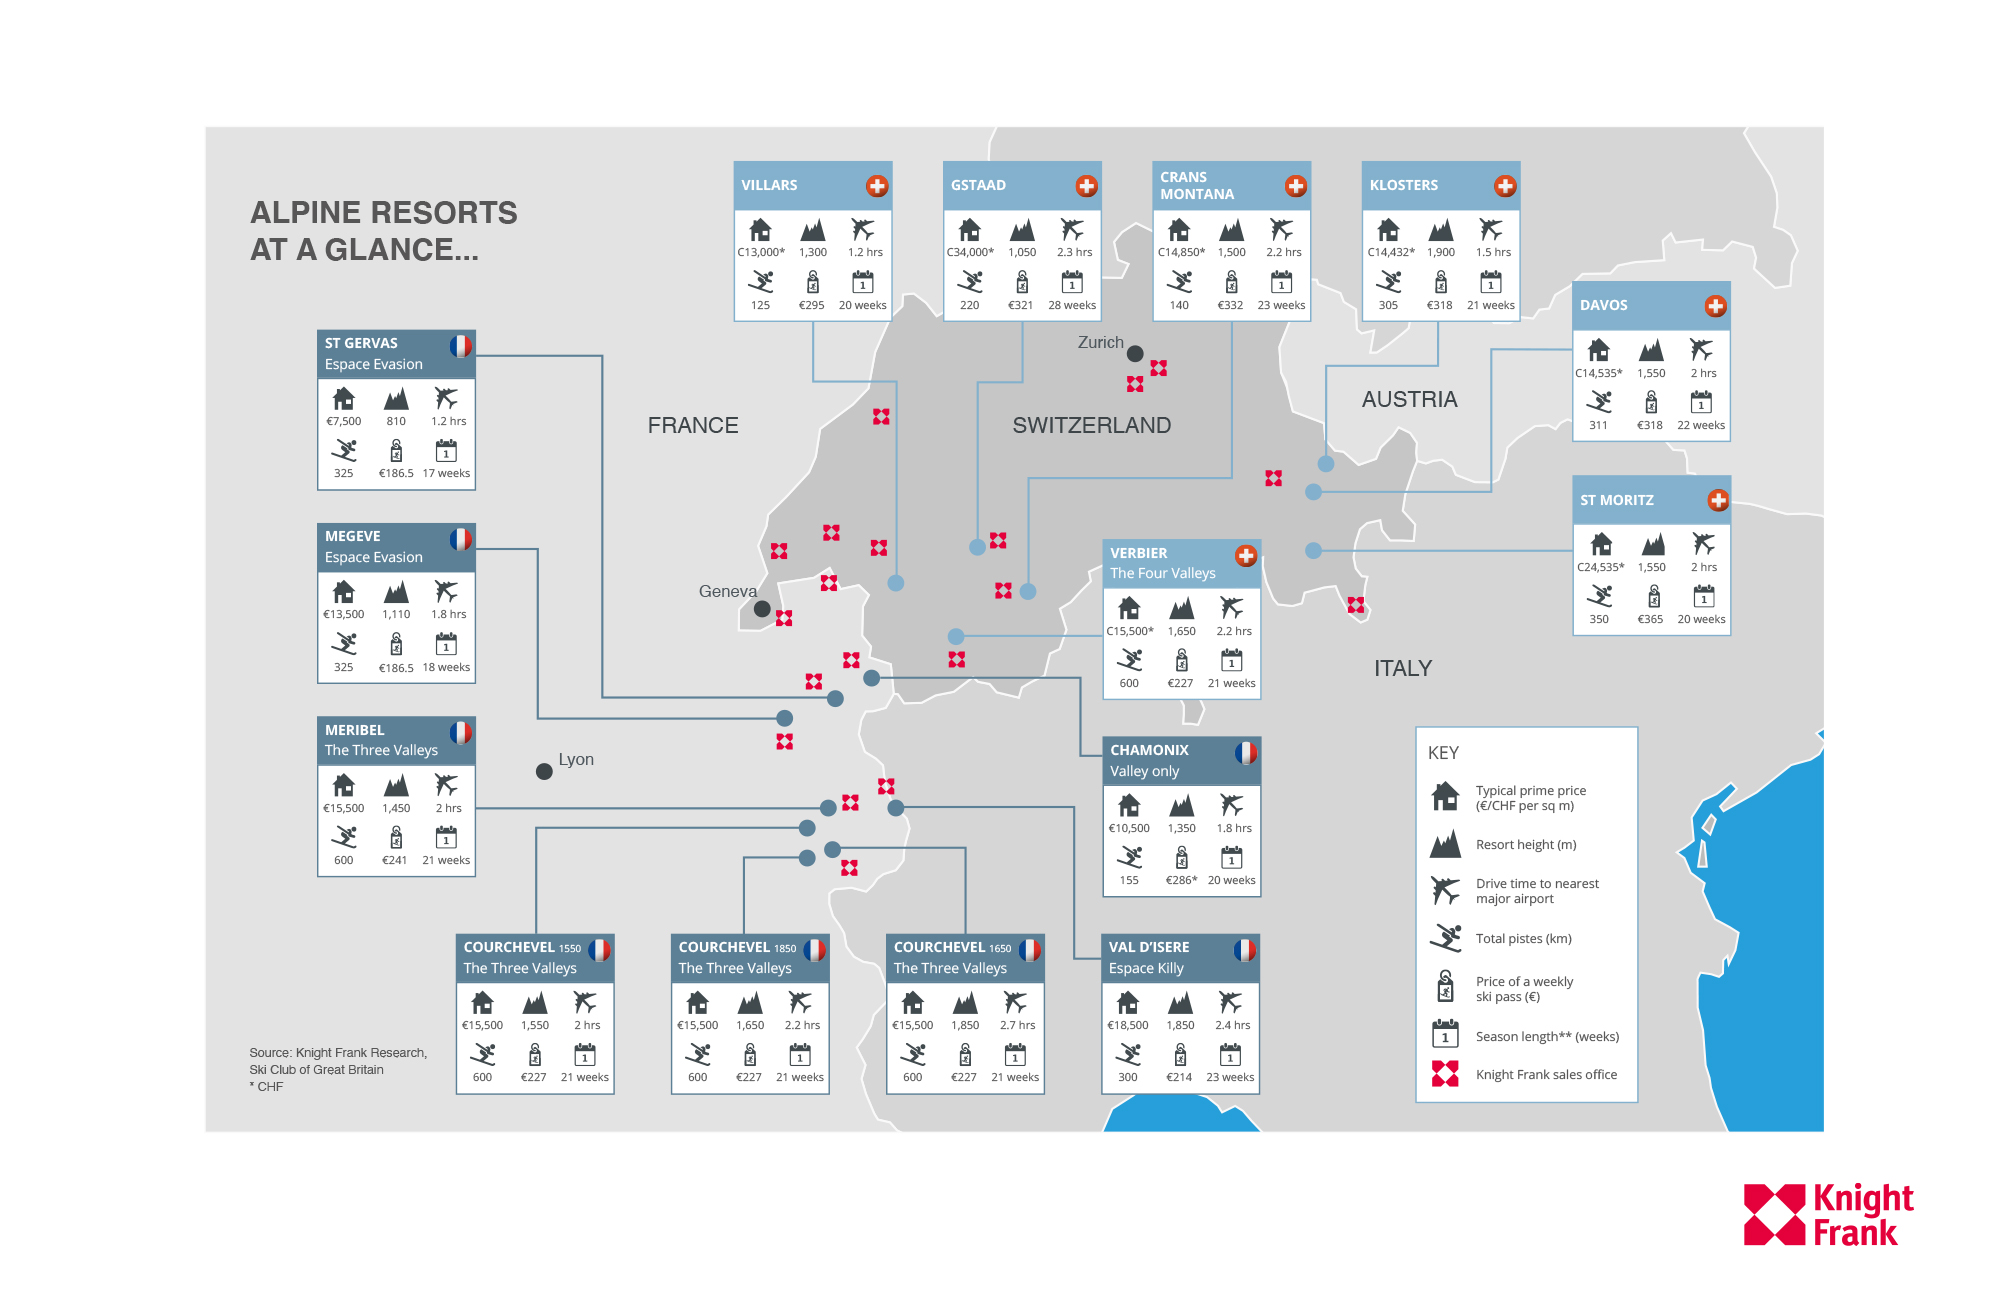 ALPINE RESORTS
AT A GLANCE...
VILLARS
C13,000* 1,300 1.2 hrs
125 €295 20 weeks
GSTAAD
C34,000* 1,050 2.3 hrs
220 €321 28 weeks
CRANS
MONTANA
C14,850* 1,500 2.2 hrs
140 €332 23 weeks
KLOSTERS
C14,432* 1,900 1.5 hrs
305 €318 21 weeks
DAVOS
C14,535* 1,550 2 hrs
311 €318 22 weeks
ST GERVAS
Espace Evasion
€7,500 810 1.2 hrs
325 €186.5 17 weeks
Zurich
FRANCE
SWITZERLAND
AUSTRIA
ST MORITZ
C24,535* 1,550 2 hrs
350 €365 20 weeks
MEGEVE
Espace Evasion
€13,500 1,110 1.8 hrs
325 €186.5 18 weeks
Geneva
VERBIER
The Four Valleys
C15,500* 1,650 2.2 hrs
600 €227 21 weeks
ITALY
MERIBEL
The Three Valleys
€15,500 1,450 2 hrs
600 €241 21 weeks
Lyon
CHAMONIX
Valley only
€10,500 1,350 1.8 hrs
155 €286* 20 weeks
KEY
Typical prime price
(€/CHF per sq m)
Resort height (m)
Drive time to nearest
major airport
Total pistes (km)
Price of a weekly
ski pass (€)
1 Season length** (weeks)
Knight Frank sales office
COURCHEVEL 1550
The Three Valleys
€15,500 1,550 2 hrs
600 €227 21 weeks
COURCHEVEL 1850
The Three Valleys
€15,500 1,650 2.2 hrs
600 €227 21 weeks
COURCHEVEL 1650
The Three Valleys
€15,500 1,850 2.7 hrs
600 €227 21 weeks
VAL D'ISERE
Espace Killy
€18,500 1,850 2.4 hrs
300 €214 23 weeks
Source: Knight Frank Research,
Ski Club of Great Britain
* CHF
Knight
Frank